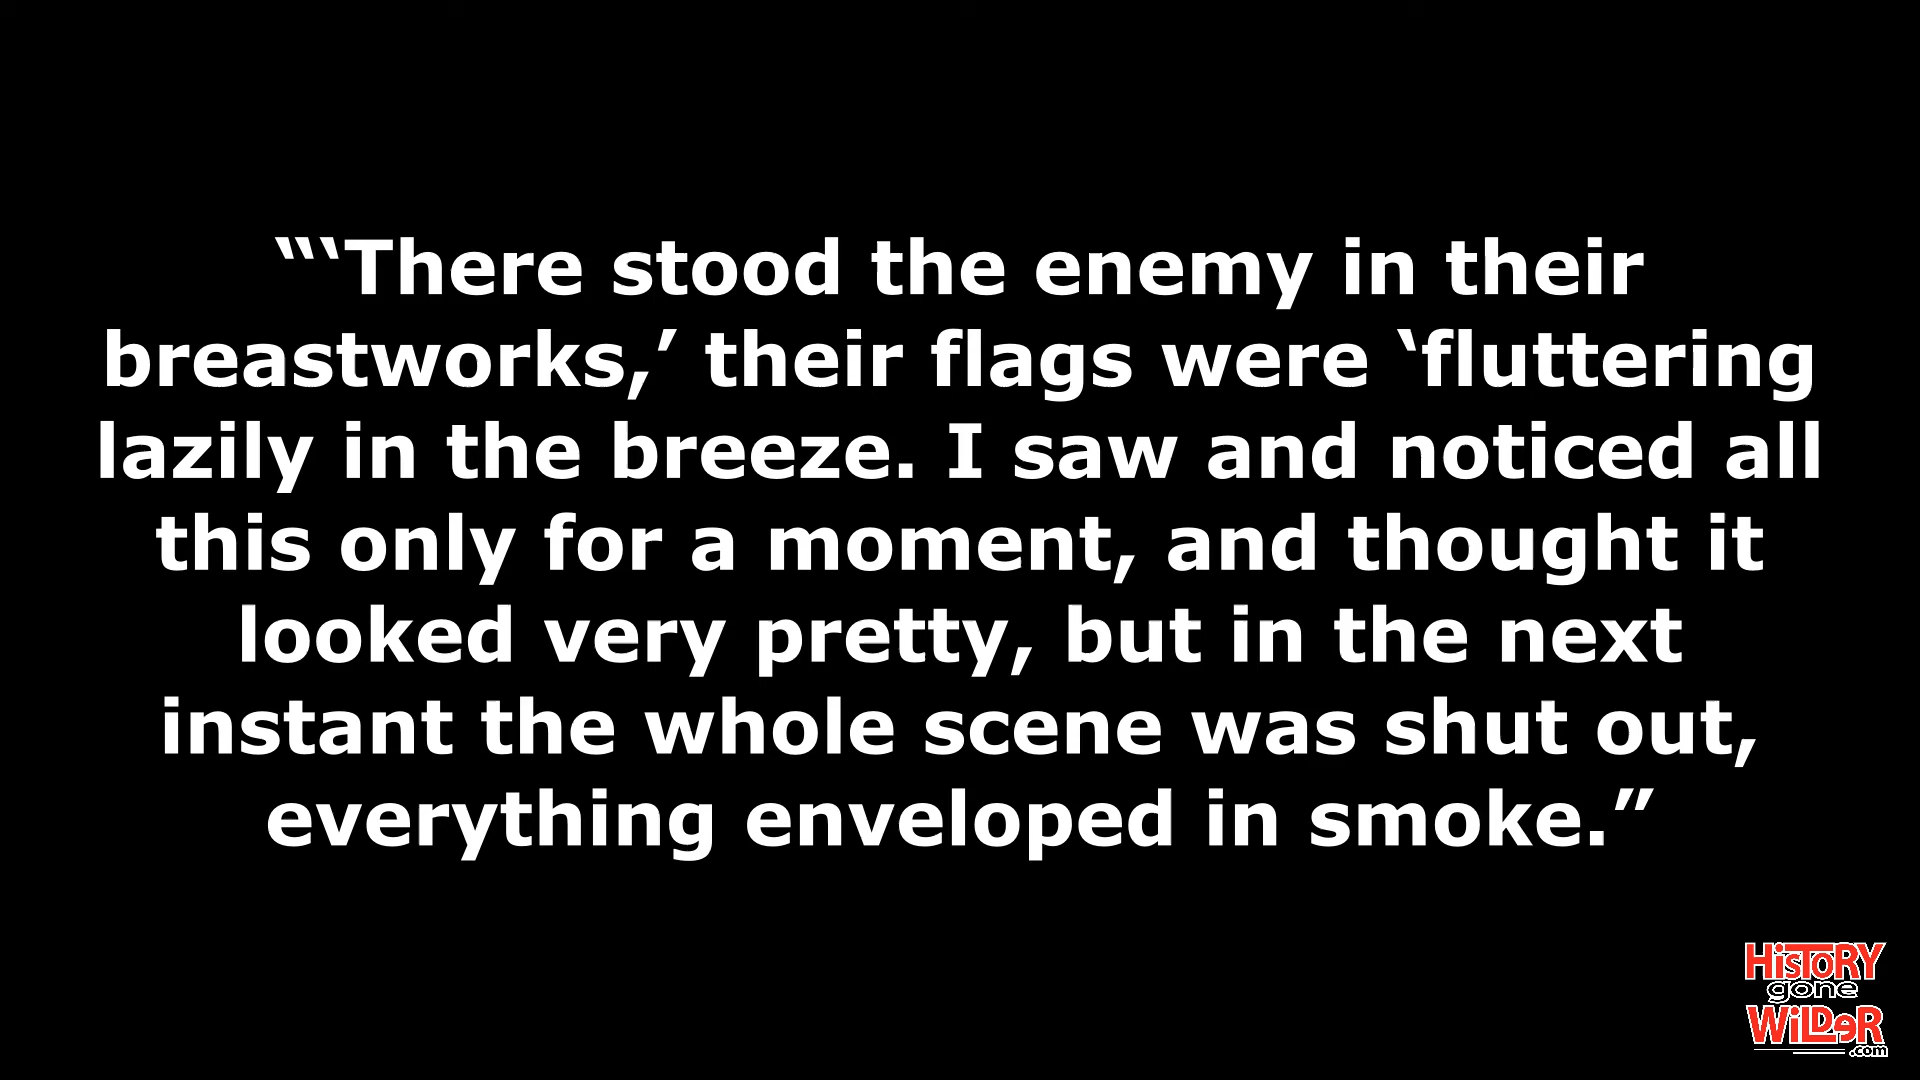 “‘There stood the enemy in their
breastworks,’ their flags were ‘fluttering
lazily in the breeze. I saw and noticed all
this only for a moment, and thought it
looked very pretty, but in the next
instant the whole scene was shut out,
everything enveloped in smoke.”
HiSTORY
gone
WiLDeR
.com